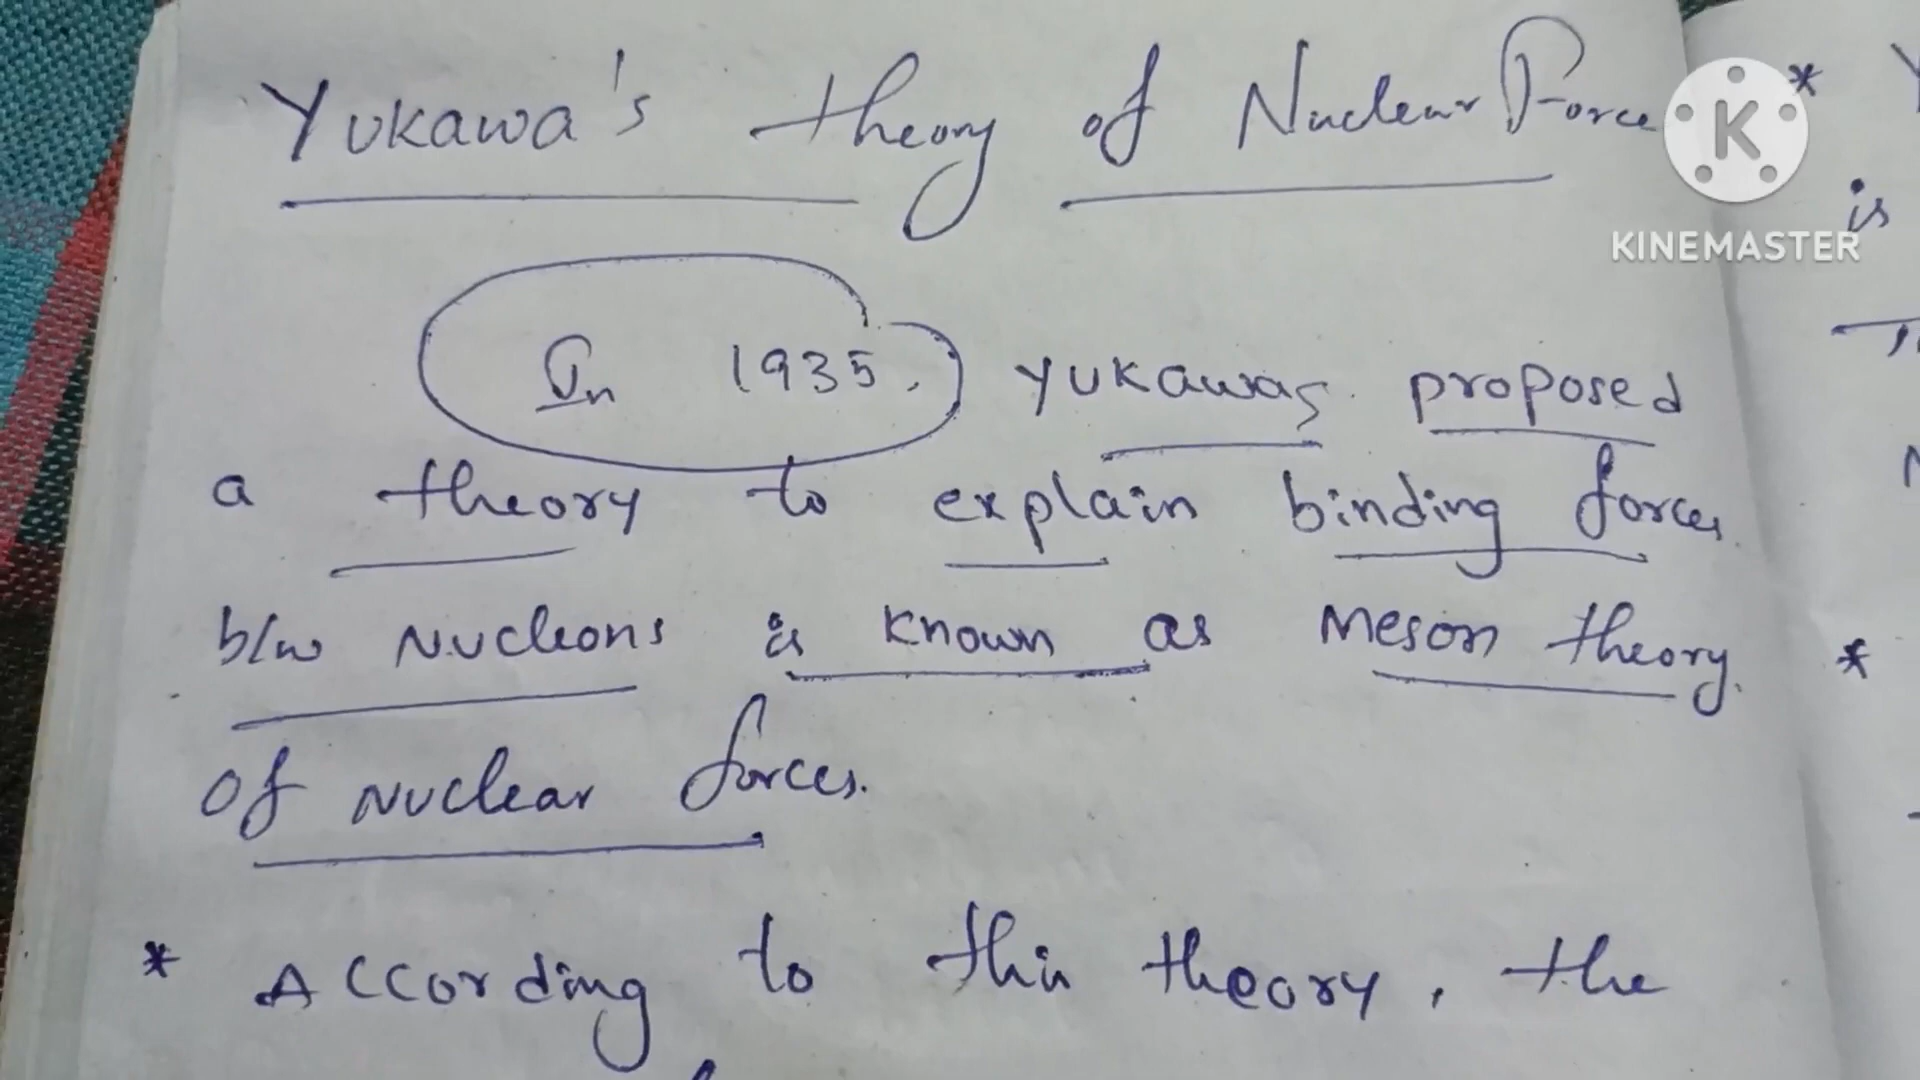 Yukawa's theory of Nuclear Force
In 1935, Yukawas proposed
a theory to explain binding forces
b/w Nucleons is known as Meson theory.
of nuclear forces.
* According to this theory, the
*
is
*
K
KINEMASTER